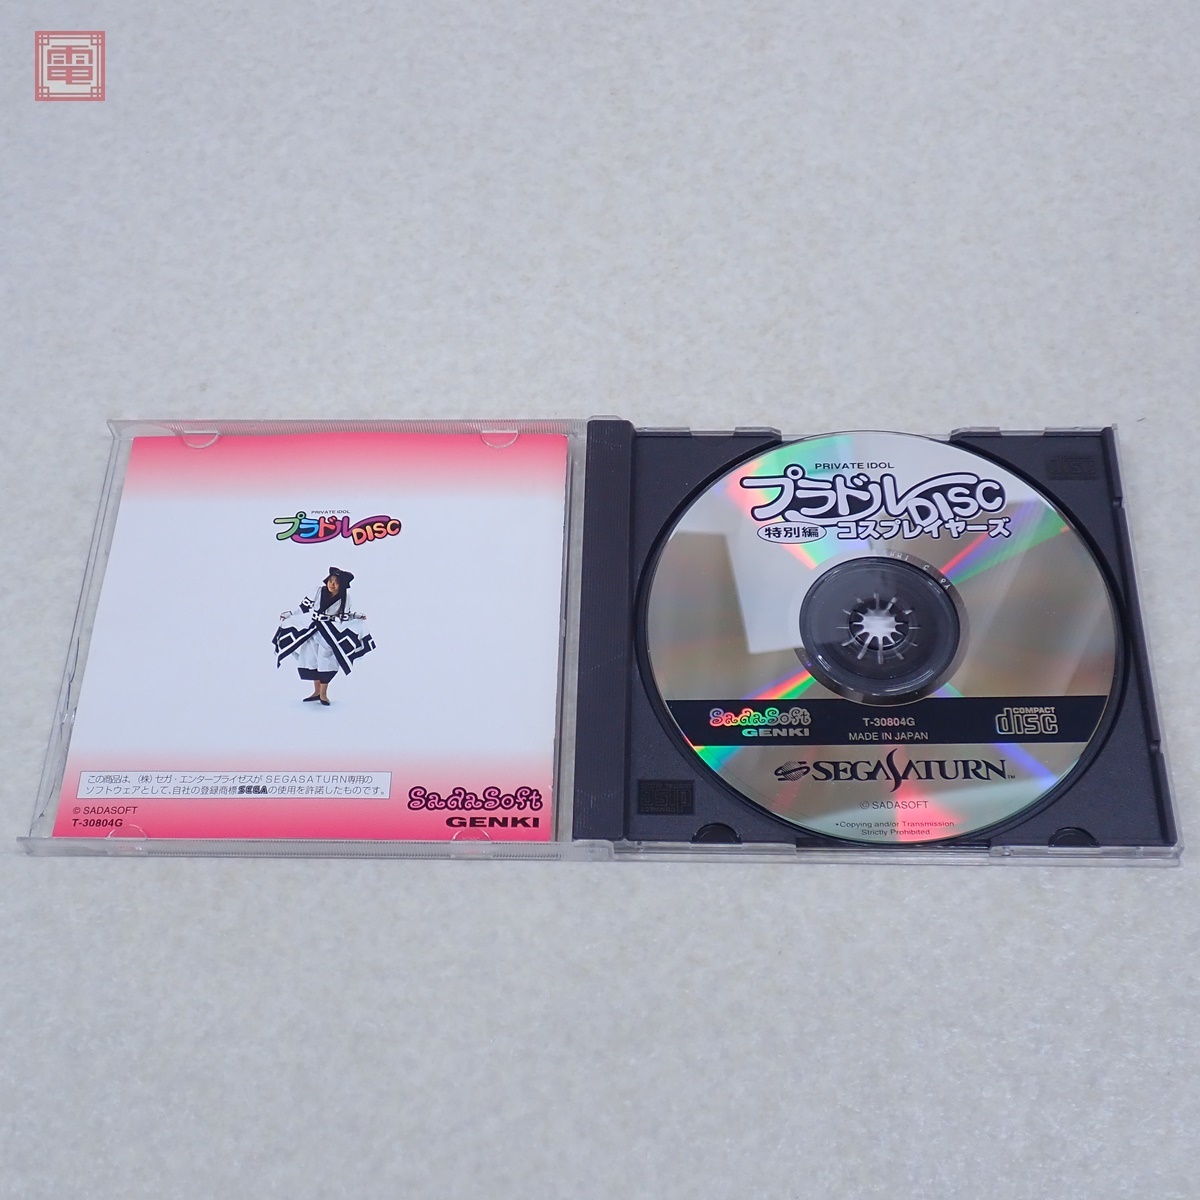 電
PRIVATE IDOL
プラドルDISC
この商品は、(株)セガ・エンタープライゼスがSEGASATURN専用の
ソフトウェアとして、自社の登録商標SEGAの使用を許諾したものです。
© SADASOFT
T-30804G
SadaSoft
GENKI
PRIVATE IDOL
プラドルDISC
特別編 コスプレイヤーズ
SadaSoft
GENKI
T-30804G
MADE IN JAPAN
COMPACT
disc
SEGASATURN™
© SADASOFT
•Copying and/or Transmission
Strictly Prohibited.